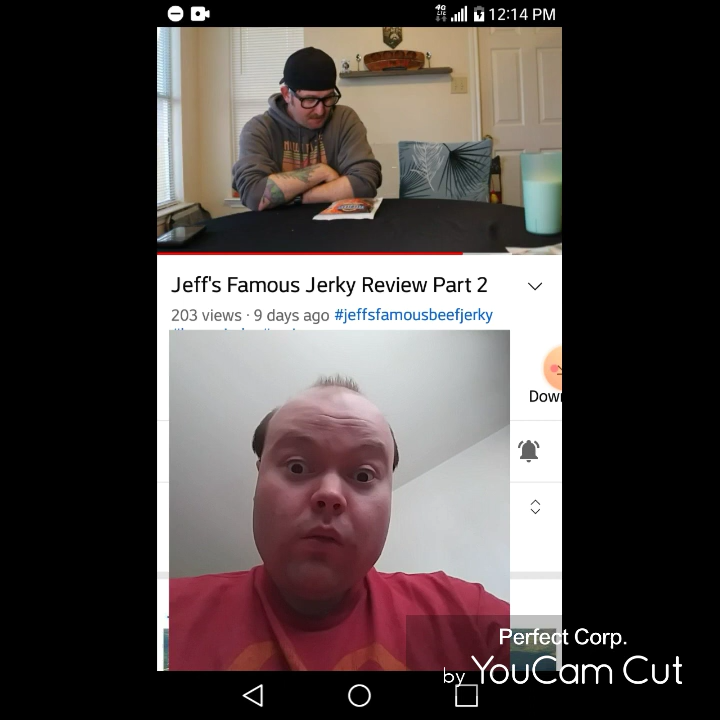 12:14 PM
Jeff's Famous Jerky Review Part 2
203 views · 9 days ago #jeffsfamousbeefjerky
Perfect Corp.
by YouCam Cut